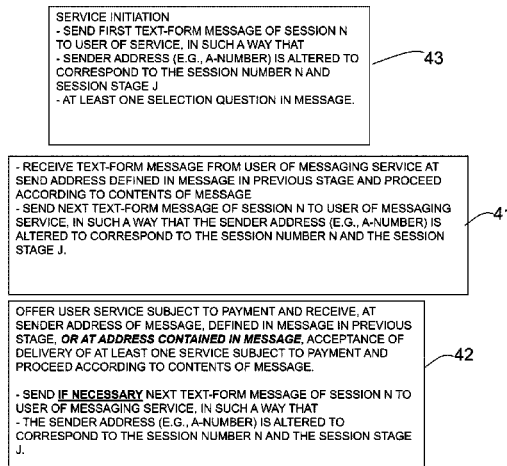 SERVICE INITIATION
- SEND FIRST TEXT-FORM MESSAGE OF SESSION N
TO USER OF SERVICE, IN SUCH A WAY THAT
- SENDER ADDRESS (E.G., A-NUMBER) IS ALTERED TO
CORRESPOND TO THE SESSION NUMBER N AND
SESSION STAGE J
- AT LEAST ONE SELECTION QUESTION IN MESSAGE.
43
- RECEIVE TEXT-FORM MESSAGE FROM USER OF MESSAGING SERVICE AT
SEND ADDRESS DEFINED IN MESSAGE IN PREVIOUS STAGE AND PROCEED
ACCORDING TO CONTENTS OF MESSAGE
- SEND NEXT TEXT-FORM MESSAGE OF SESSION N TO USER OF MESSAGING
SERVICE, IN SUCH A WAY THAT THE SENDER ADDRESS (E.G., A-NUMBER) IS
ALTERED TO CORRESPOND TO THE SESSION NUMBER N AND THE SESSION
STAGE J.
41
OFFER USER SERVICE SUBJECT TO PAYMENT AND RECEIVE, AT
SENDER ADDRESS OF MESSAGE, DEFINED IN MESSAGE IN PREVIOUS
STAGE, OR AT ADDRESS CONTAINED IN MESSAGE, ACCEPTANCE OF
DELIVERY OF AT LEAST ONE SERVICE SUBJECT TO PAYMENT AND
PROCEED ACCORDING TO CONTENTS OF MESSAGE.
- SEND IF NECESSARY NEXT TEXT-FORM MESSAGE OF SESSION N TO
USER OF MESSAGING SERVICE, IN SUCH A WAY THAT
- THE SENDER ADDRESS (E.G., A-NUMBER) IS ALTERED TO
CORRESPOND TO THE SESSION NUMBER N AND THE SESSION STAGE
J.
42